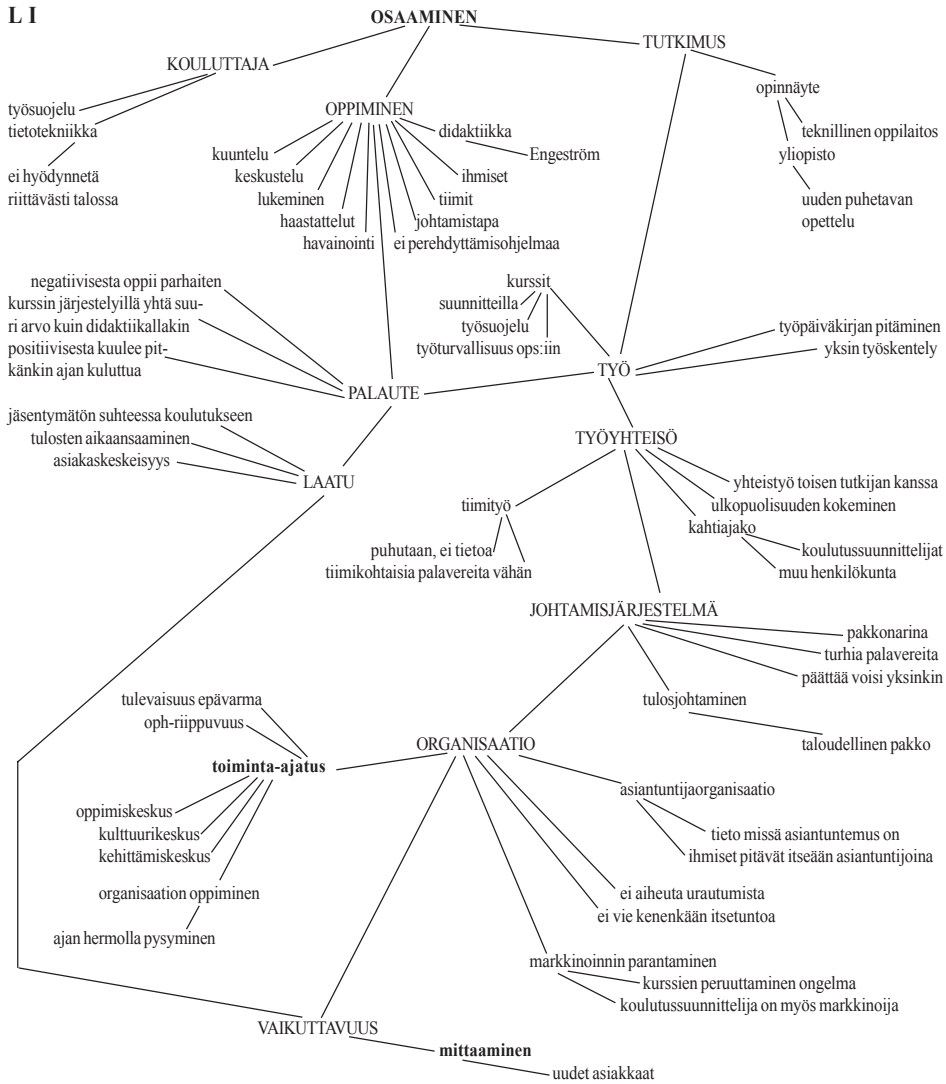 L I
OSAAMINEN
TUTKIMUS
KOULUTTAJA
työsuojelu
tietotekniikka
ei hyödynnetä
riittävästi talossa
OPPIMINEN
kuuntelu
keskustelu
lukeminen
haastattelut
havainointi
didaktiikka
Engeström
ihmiset
tiimit
johtamistapa
ei perehdyttämisohjelmaa
opinnäyte
teknillinen oppilaitos
yliopisto
uuden puhetavan
opettelu
negatiivisesta oppii parhaiten
kurssin järjestelyillä yhtä suu-
ri arvo kuin didaktiikallakin
positiivisesta kuulee pit-
känkin ajan kuluttua
PALAUTE
kurssit
suunnitteilla
työsuojelu
työturvallisuus ops:iin
TYÖ
työpäiväkirjan pitäminen
yksin työskentely
jäsentymätön suhteessa koulutukseen
tulosten aikaansaaminen
asiakaskeskeisyys
LAATU
TYÖYHTEISÖ
tiimityö
puhutaan, ei tietoa
tiimikohtaisia palavereita vähän
yhteistyö toisen tutkijan kanssa
ulkopuolisuuden kokeminen
kahtiajako
koulutussuunnittelijat
muu henkilökunta
JOHTAMISJÄRJESTELMÄ
pakkonarina
turhia palavereita
päättää voisi yksinkin
tulosjohtaminen
taloudellinen pakko
tulevaisuus epävarma
oph-riippuvuus
toiminta-ajatus
oppimiskeskus
kulttuurikeskus
kehittämiskeskus
organisaation oppiminen
ajan hermolla pysyminen
ORGANISAATIO
asiantuntijaorganisaatio
tieto missä asiantuntemus on
ihmiset pitävät itseään asiantuntijoina
ei aiheuta urautumista
ei vie kenenkään itsetuntoa
markkinoinnin parantaminen
kurssien peruuttaminen ongelma
koulutussuunnittelija on myös markkinoija
VAIKUTTAVUUS
mittaaminen
uudet asiakkaat